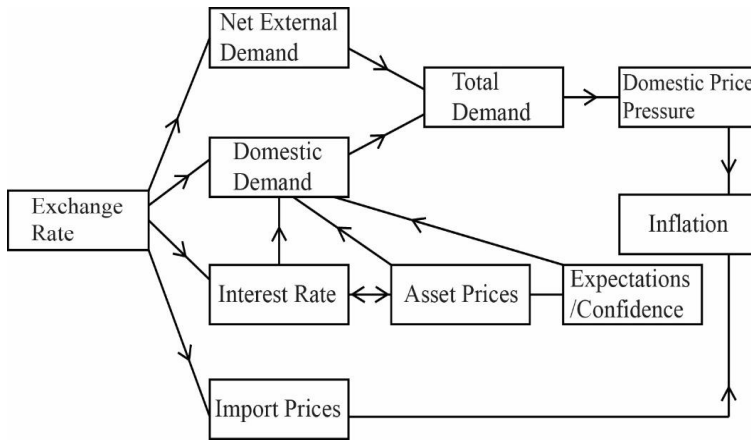 Net External
Demand
Total
Demand
Domestic Price
Pressure
Domestic
Demand
Exchange
Rate
Inflation
Interest Rate
Asset Prices
Expectations
/Confidence
Import Prices